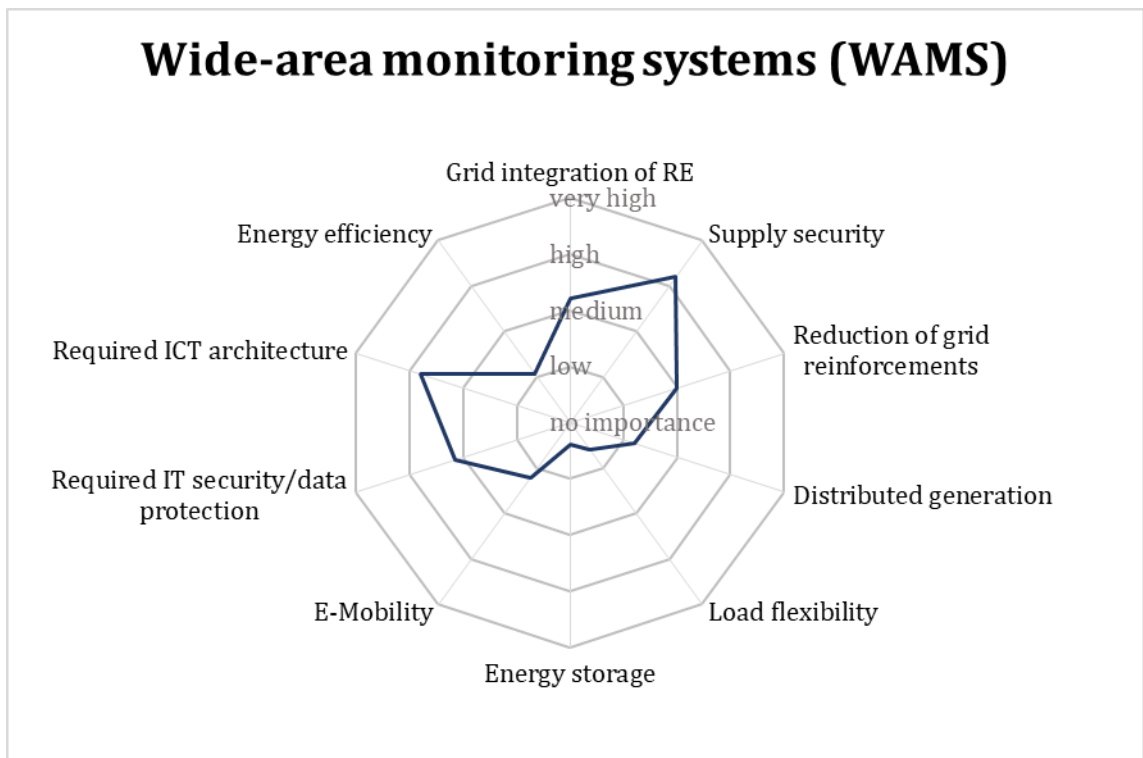 Wide-area monitoring systems (WAMS)
Grid integration of RE
very high
Energy efficiency
Supply security
high
medium
Required ICT architecture
Reduction of grid
reinforcements
low
no importance
Required IT security/data
protection
Distributed generation
E-Mobility
Load flexibility
Energy storage